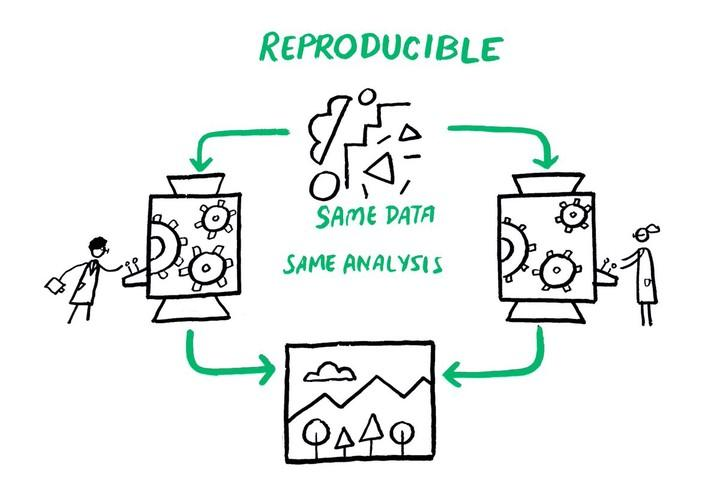 REPRODUCIBLE
SAME DATA
SAME ANALYSIS